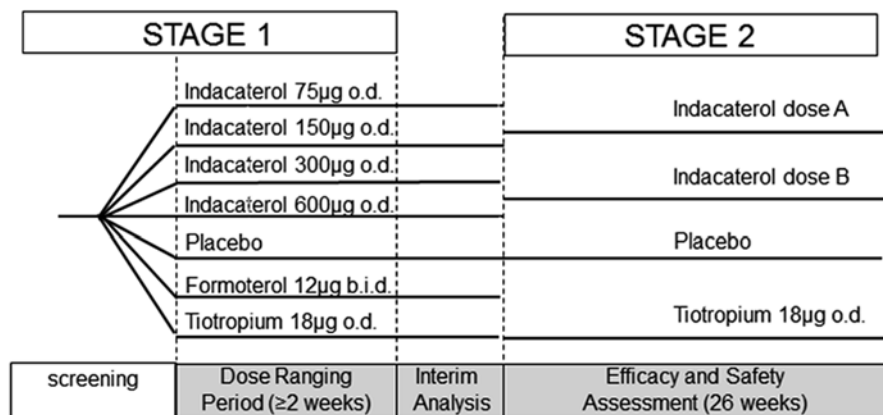 STAGE 1
STAGE 2
Indacaterol 75µg o.d.
Indacaterol 150µg o.d.
Indacaterol 300µg o.d.
Indacaterol 600µg o.d.
Placebo
Formoterol 12µg b.i.d.
Tiotropium 18µg o.d.
Indacaterol dose A
Indacaterol dose B
Placebo
Tiotropium 18µg o.d.
screening
Dose Ranging
Period (≥2 weeks)
Interim
Analysis
Efficacy and Safety
Assessment (26 weeks)